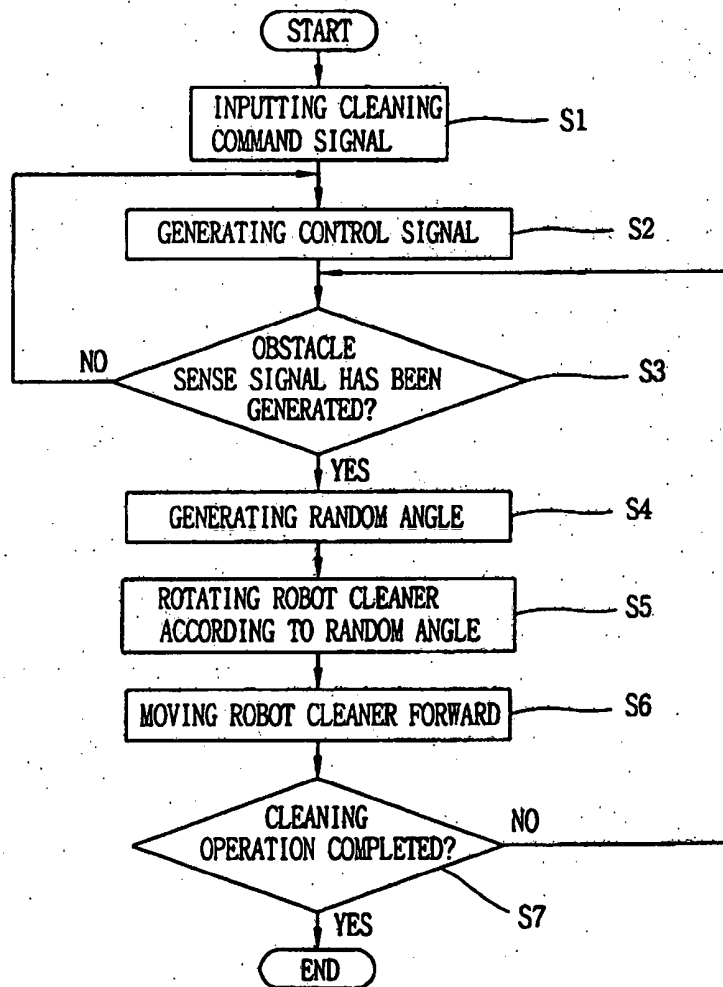 START
INPUTTING CLEANING
COMMAND SIGNAL
S1
GENERATING CONTROL SIGNAL
S2
OBSTACLE
SENSE SIGNAL HAS BEEN
GENERATED?
NO
S3
YES
GENERATING RANDOM ANGLE
S4
ROTATING ROBOT CLEANER
ACCORDING TO RANDOM ANGLE
S5
MOVING ROBOT CLEANER FORWARD
S6
CLEANING
OPERATION COMPLETED?
NO
S7
YES
END